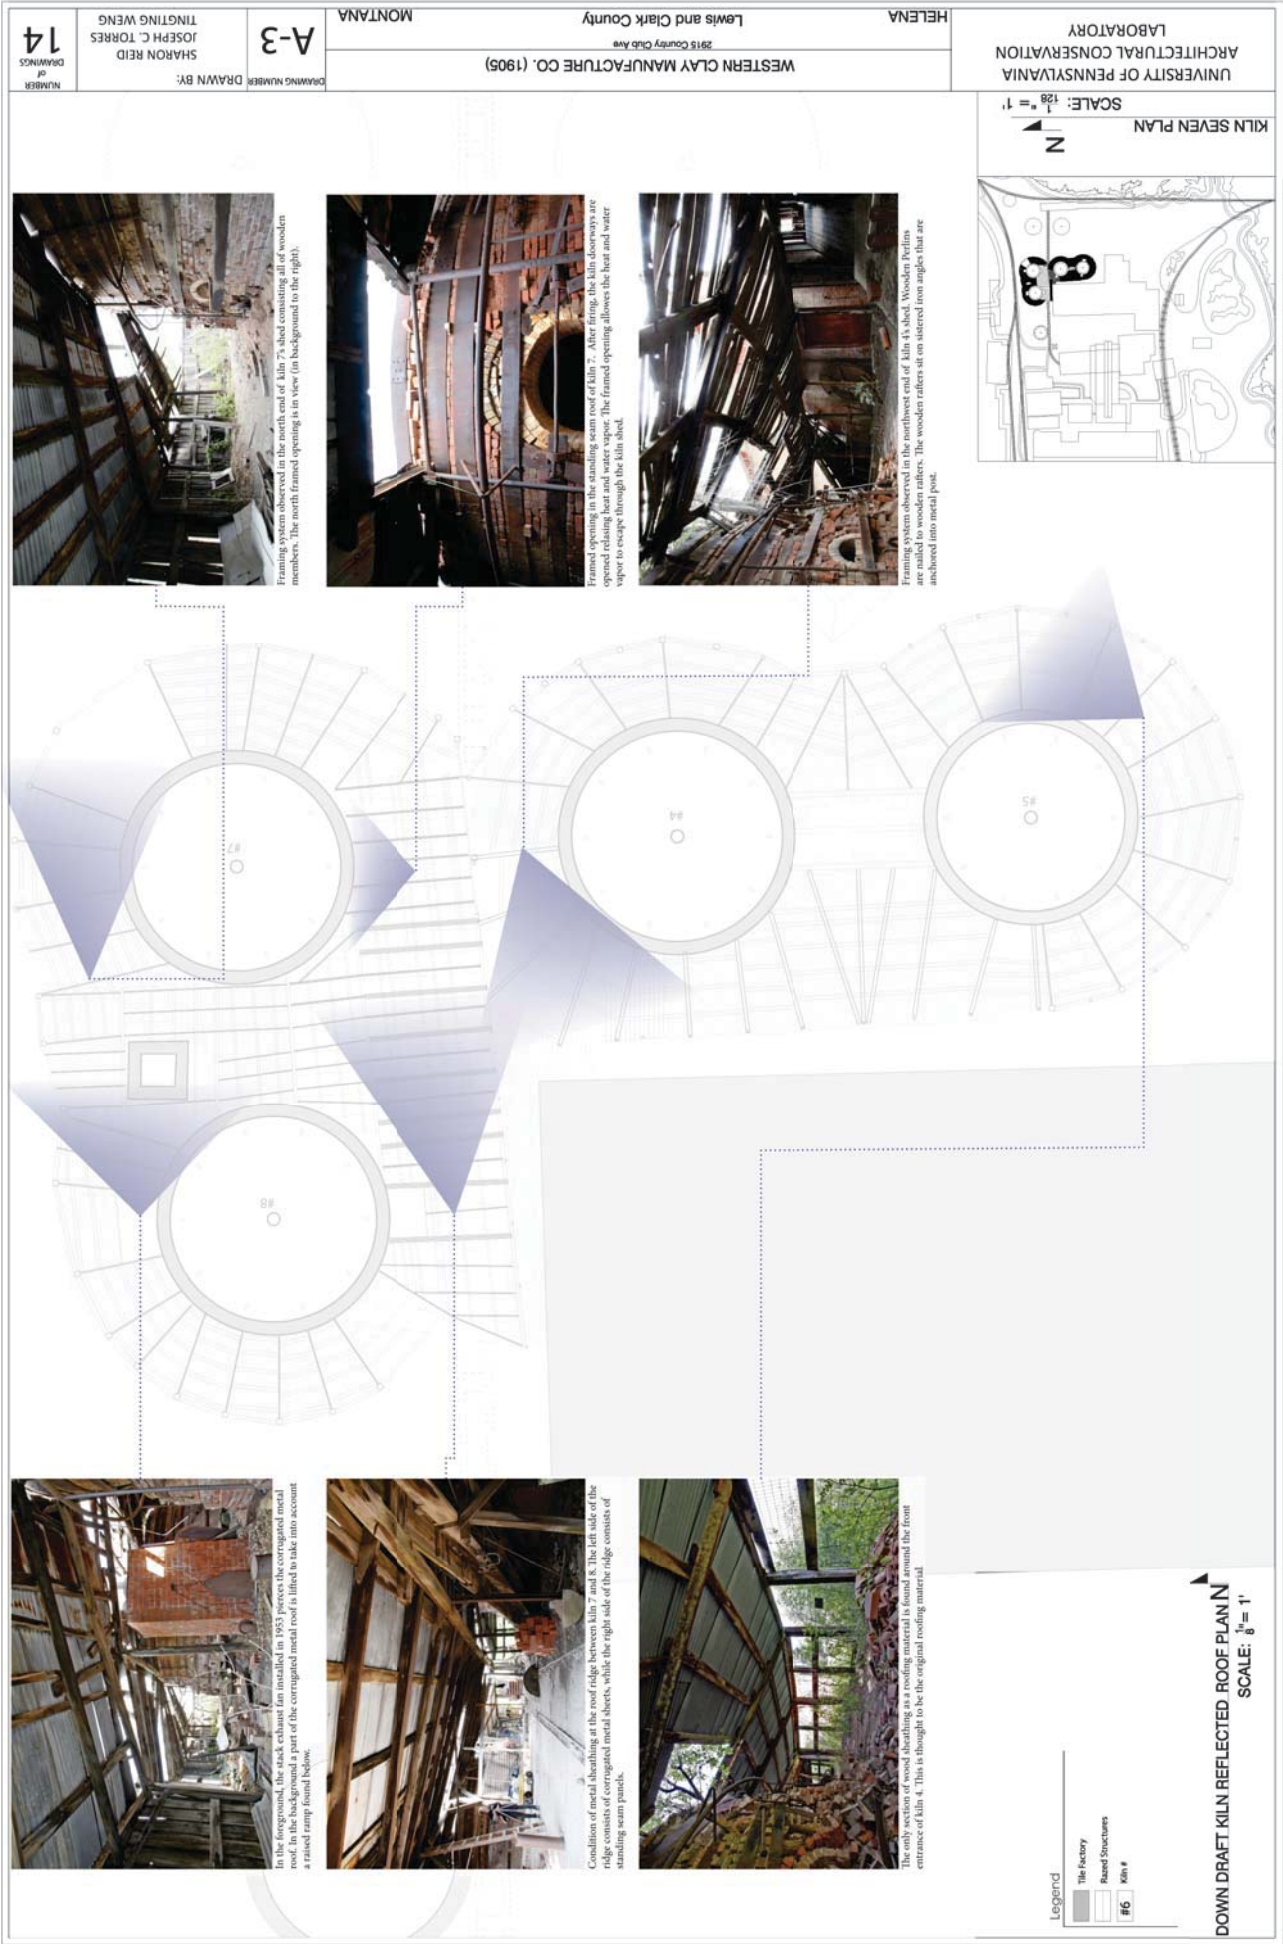 UNIVERSITY OF PENNSYLVANIA
ARCHITECTURAL CONSERVATION
LABORATORY
WESTERN CLAY MANUFACTURE CO. (1905)
2915 Country Club Ave
HELENA
Lewis and Clark County
MONTANA
DRAWING NUMBER
A-3
DRAWN BY:
SHARON REID
JOSEPH C. TORRES
TINGTING WENG
NUMBER
of
DRAWINGS
14
KILN SEVEN PLAN
N
SCALE: 1/128 "= 1'
In the foreground, the stack exhaust fan installed in 1953 pierces the corrugated metal
roof. In the background a part of the corrugated metal roof is lifted to take into account
a raised ramp found below.
Condition of metal sheathing at the roof ridge between kiln 7 and 8. The left side of the
ridge consists of corrugated metal sheets, while the right side of the ridge consists of
standing seam panels.
The only section of wood sheathing as a roofing material is found around the front
entrance of kiln 4. This is thought to be the original roofing material
Framing system observed in the north end of kiln 7's shed consisting all of wooden
members. The north framed opening is in view (in background to the right).
Framed opening in the standing seam roof of kiln 7. After firing, the kiln doorways are
opened relasing heat and water vapor. The framed opening allowes the heat and water
vapor to escape through the kiln shed.
Framing system observed in the northwest end of kiln 4's shed. Wooden Perlins
are nailed to wooden rafters. The wooden rafters sit on sistered iron angles that are
anchored into metal post.
#8
#7
#4
#5
Legend
Tile Factory
Razed Structures
#6 Kiln #
DOWN DRAFT KILN REFLECTED ROOF PLAN N
SCALE: 1/8"= 1'